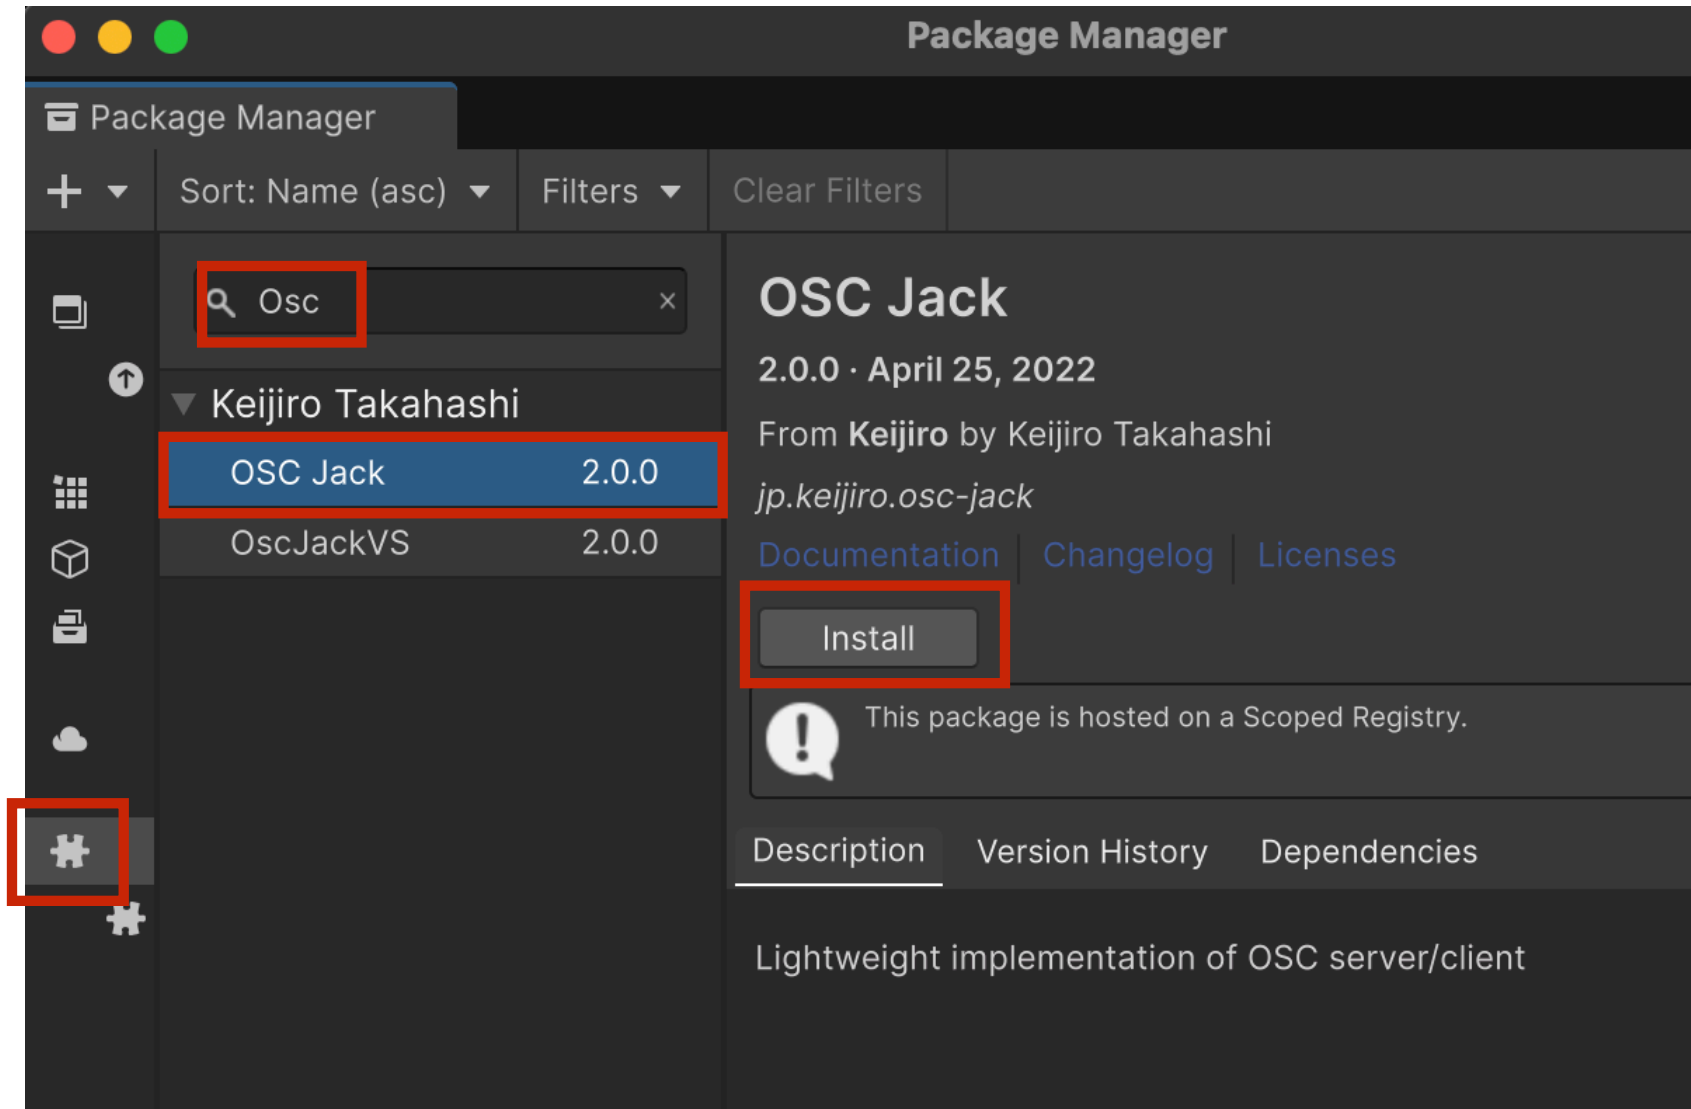 Package Manager
Package Manager
Sort: Name (asc)
Filters
Clear Filters
Osc
Keijiro Takahashi
OSC Jack 2.0.0
OscJackVS 2.0.0
OSC Jack
2.0.0 · April 25, 2022
From Keijiro by Keijiro Takahashi
jp.keijiro.osc-jack
Documentation Changelog Licenses
Install
This package is hosted on a Scoped Registry.
Description Version History Dependencies
Lightweight implementation of OSC server/client